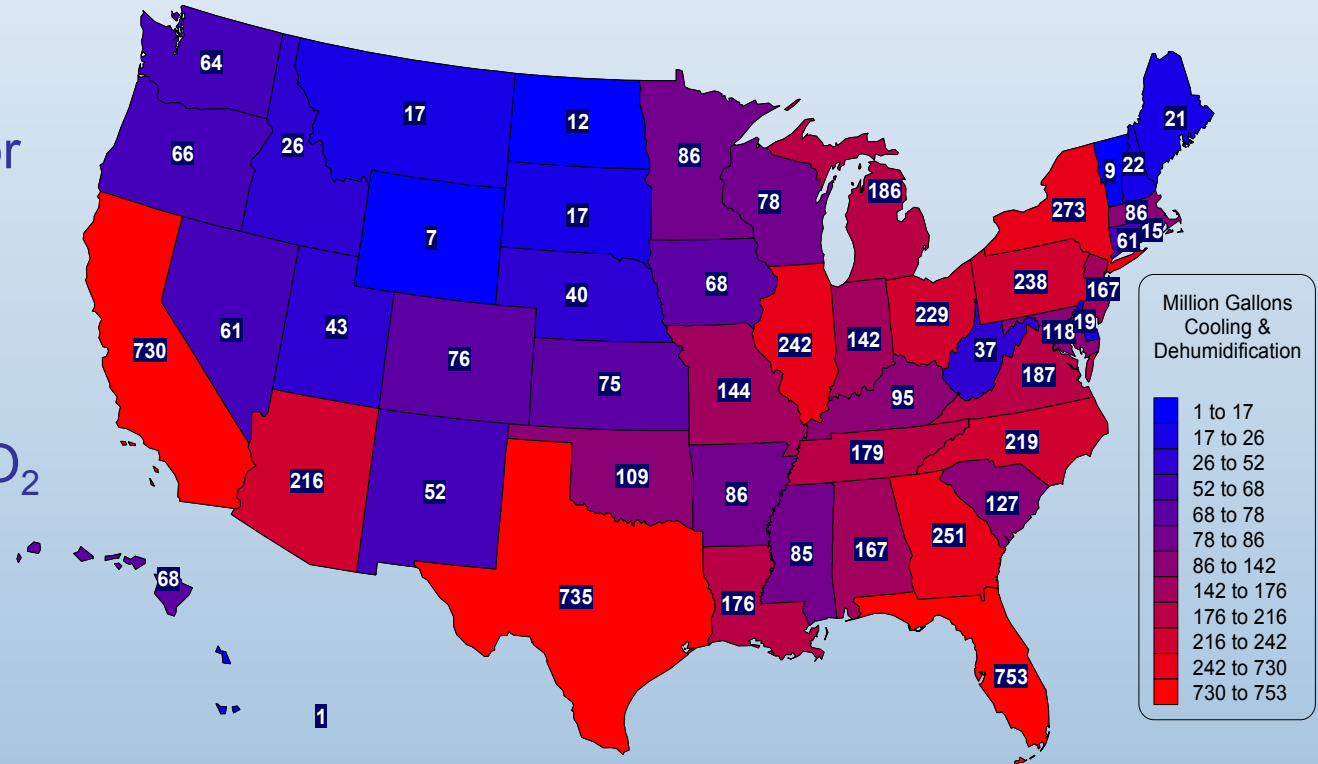 or
O₂
64
66
26
17
12
17
7
40
730
61
43
76
75
216
52
109
735
86
78
68
144
86
176
186
242
142
229
95
179
85
167
251
127
219
187
37
238
273
9
22
21
86
15
61
167
19
118
753
68
1
Million Gallons
Cooling &
Dehumidification
1 to 17
17 to 26
26 to 52
52 to 68
68 to 78
78 to 86
86 to 142
142 to 176
176 to 216
216 to 242
242 to 730
730 to 753